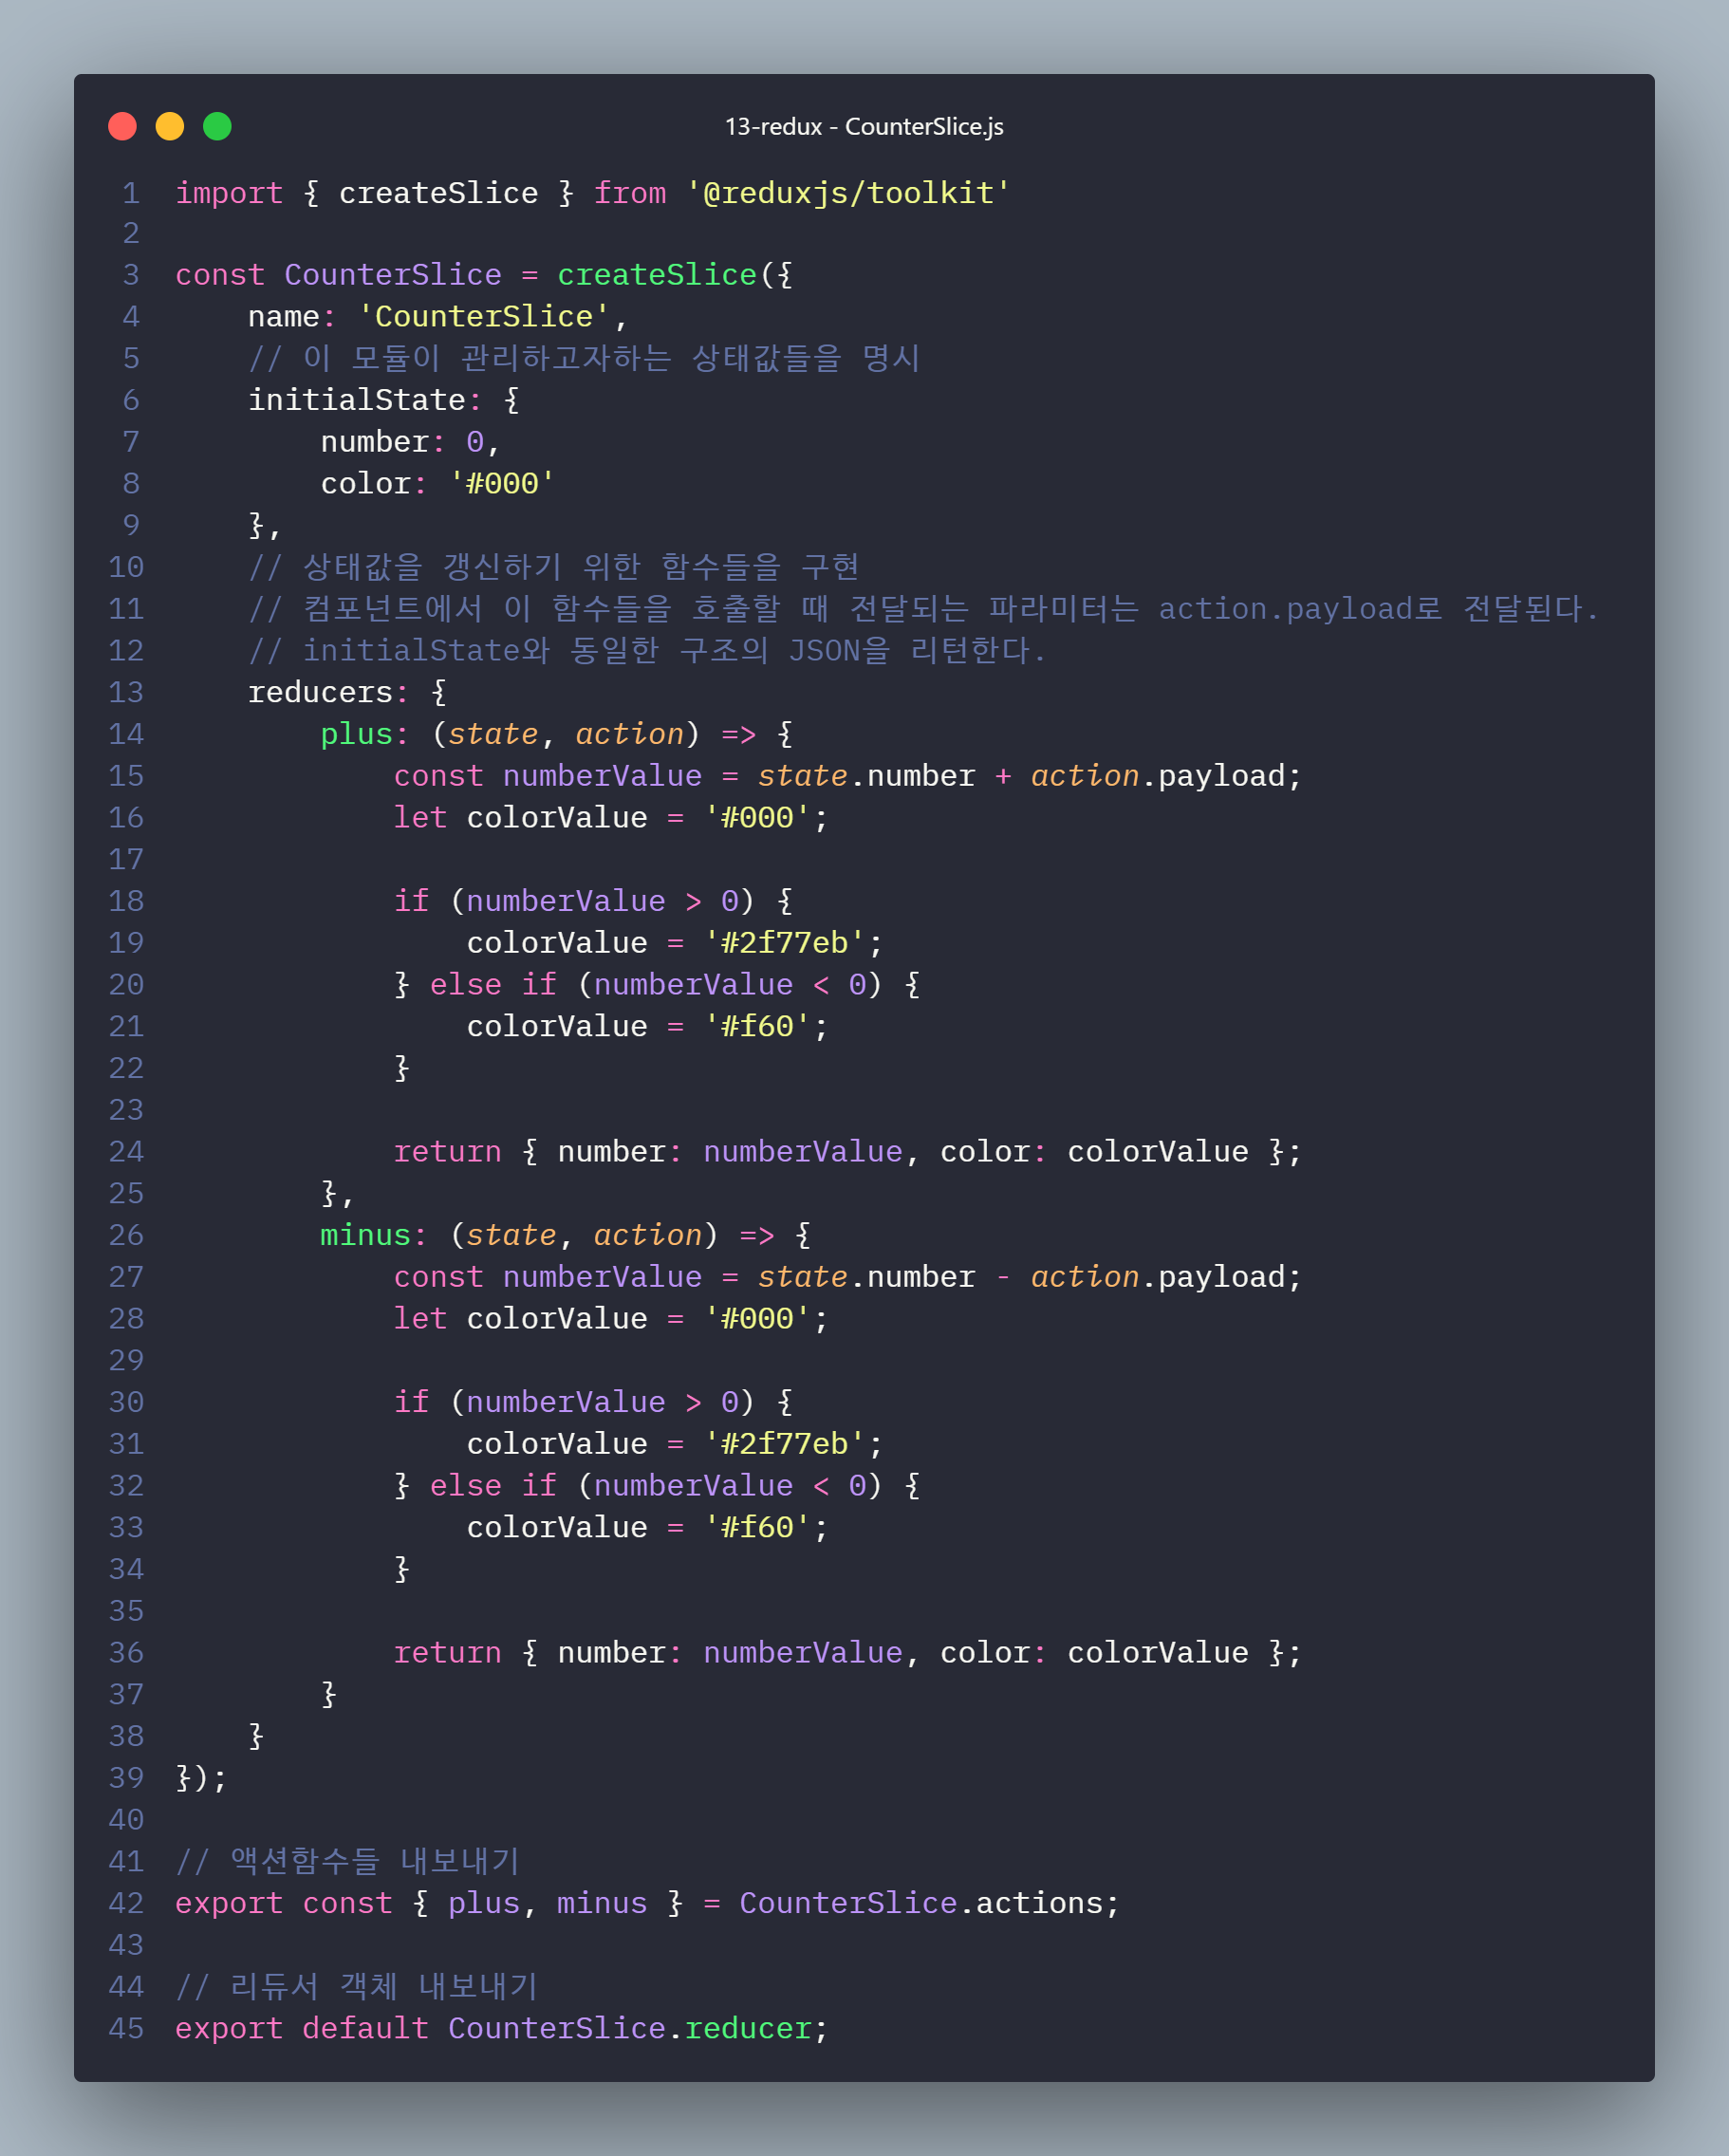 13-redux - CounterSlice.js
1 import { createSlice } from '@reduxjs/toolkit'
2
3 const CounterSlice = createSlice({
4     name: 'CounterSlice',
5     // 이 모듈이 관리하고자하는 상태값들을 명시
6     initialState: {
7         number: 0,
8         color: '#000'
9     },
10     // 상태값을 갱신하기 위한 함수들을 구현
11     // 컴포넌트에서 이 함수들을 호출할 때 전달되는 파라미터는 action.payload로 전달된다.
12     // initialState와 동일한 구조의 JSON을 리턴한다.
13     reducers: {
14         plus: (state, action) => {
15             const numberValue = state.number + action.payload;
16             let colorValue = '#000';
17
18             if (numberValue > 0) {
19                 colorValue = '#2f77eb';
20             } else if (numberValue < 0) {
21                 colorValue = '#f60';
22             }
23
24             return { number: numberValue, color: colorValue };
25         },
26         minus: (state, action) => {
27             const numberValue = state.number - action.payload;
28             let colorValue = '#000';
29
30             if (numberValue > 0) {
31                 colorValue = '#2f77eb';
32             } else if (numberValue < 0) {
33                 colorValue = '#f60';
34             }
35
36             return { number: numberValue, color: colorValue };
37         }
38     }
39 });
40
41 // 액션함수들 내보내기
42 export const { plus, minus } = CounterSlice.actions;
43
44 // 리듀서 객체 내보내기
45 export default CounterSlice.reducer;